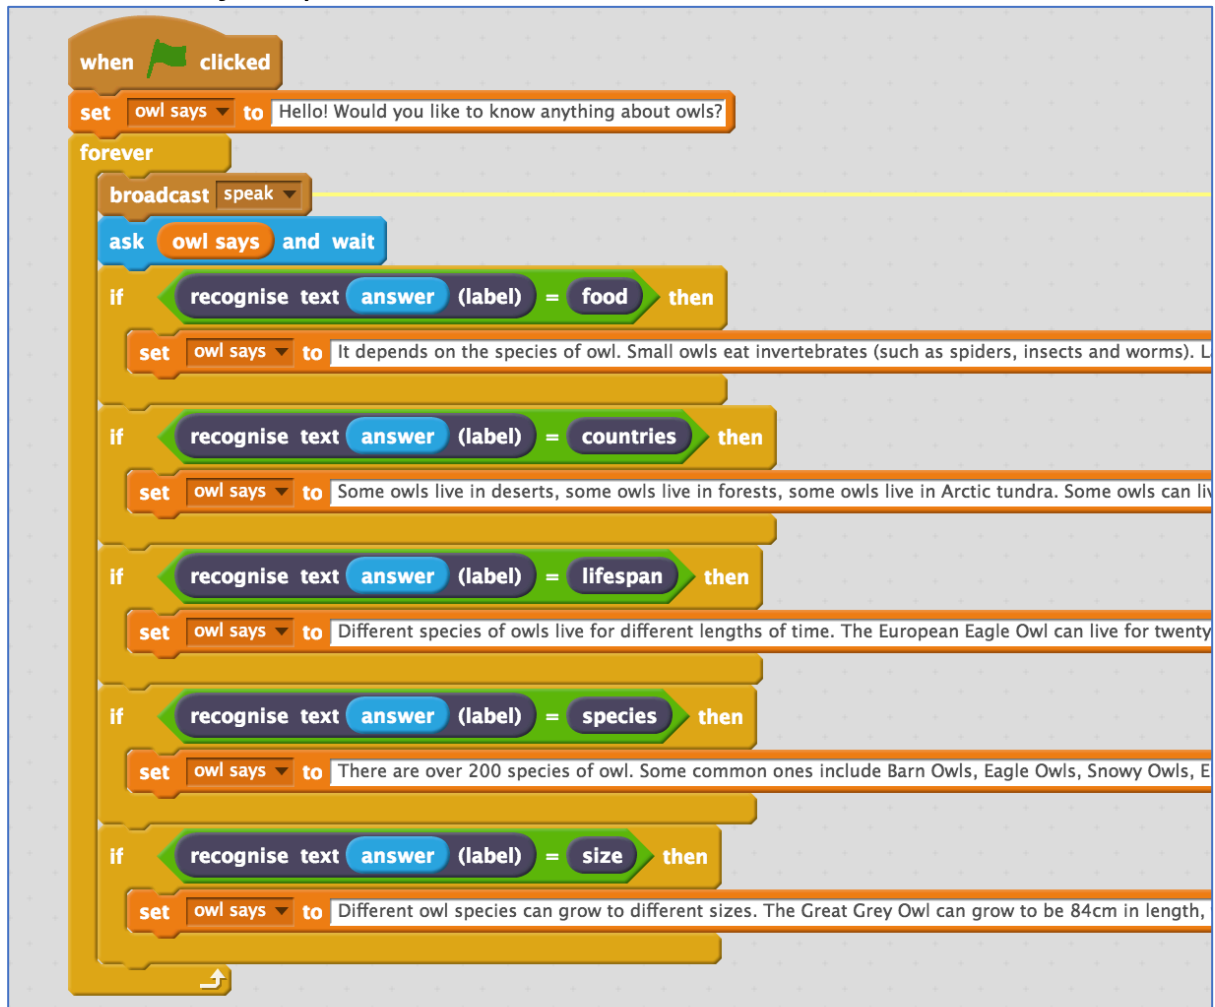 when clicked
set owl says to Hello! Would you like to know anything about owls?
forever
broadcast speak
ask owl says and wait
if recognise text answer (label) = food then
set owl says to It depends on the species of owl. Small owls eat invertebrates (such as spiders, insects and worms). L
if recognise text answer (label) = countries then
set owl says to Some owls live in deserts, some owls live in forests, some owls live in Arctic tundra. Some owls can liv
if recognise text answer (label) = lifespan then
set owl says to Different species of owls live for different lengths of time. The European Eagle Owl can live for twenty
if recognise text answer (label) = species then
set owl says to There are over 200 species of owl. Some common ones include Barn Owls, Eagle Owls, Snowy Owls, E
if recognise text answer (label) = size then
set owl says to Different owl species can grow to different sizes. The Great Grey Owl can grow to be 84cm in length,